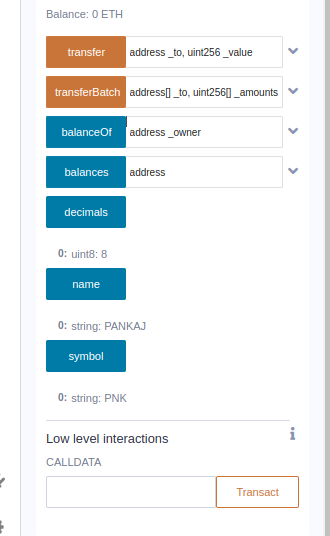 Balance: 0 ETH
transfer address _to, uint256 _value
transferBatch address[] _to, uint256[] _amounts
balanceOf address _owner
balances address
decimals
0: uint8: 8
name
0: string: PANKAJ
symbol
0: string: PNK
Low level interactions
CALLDATA
Transact